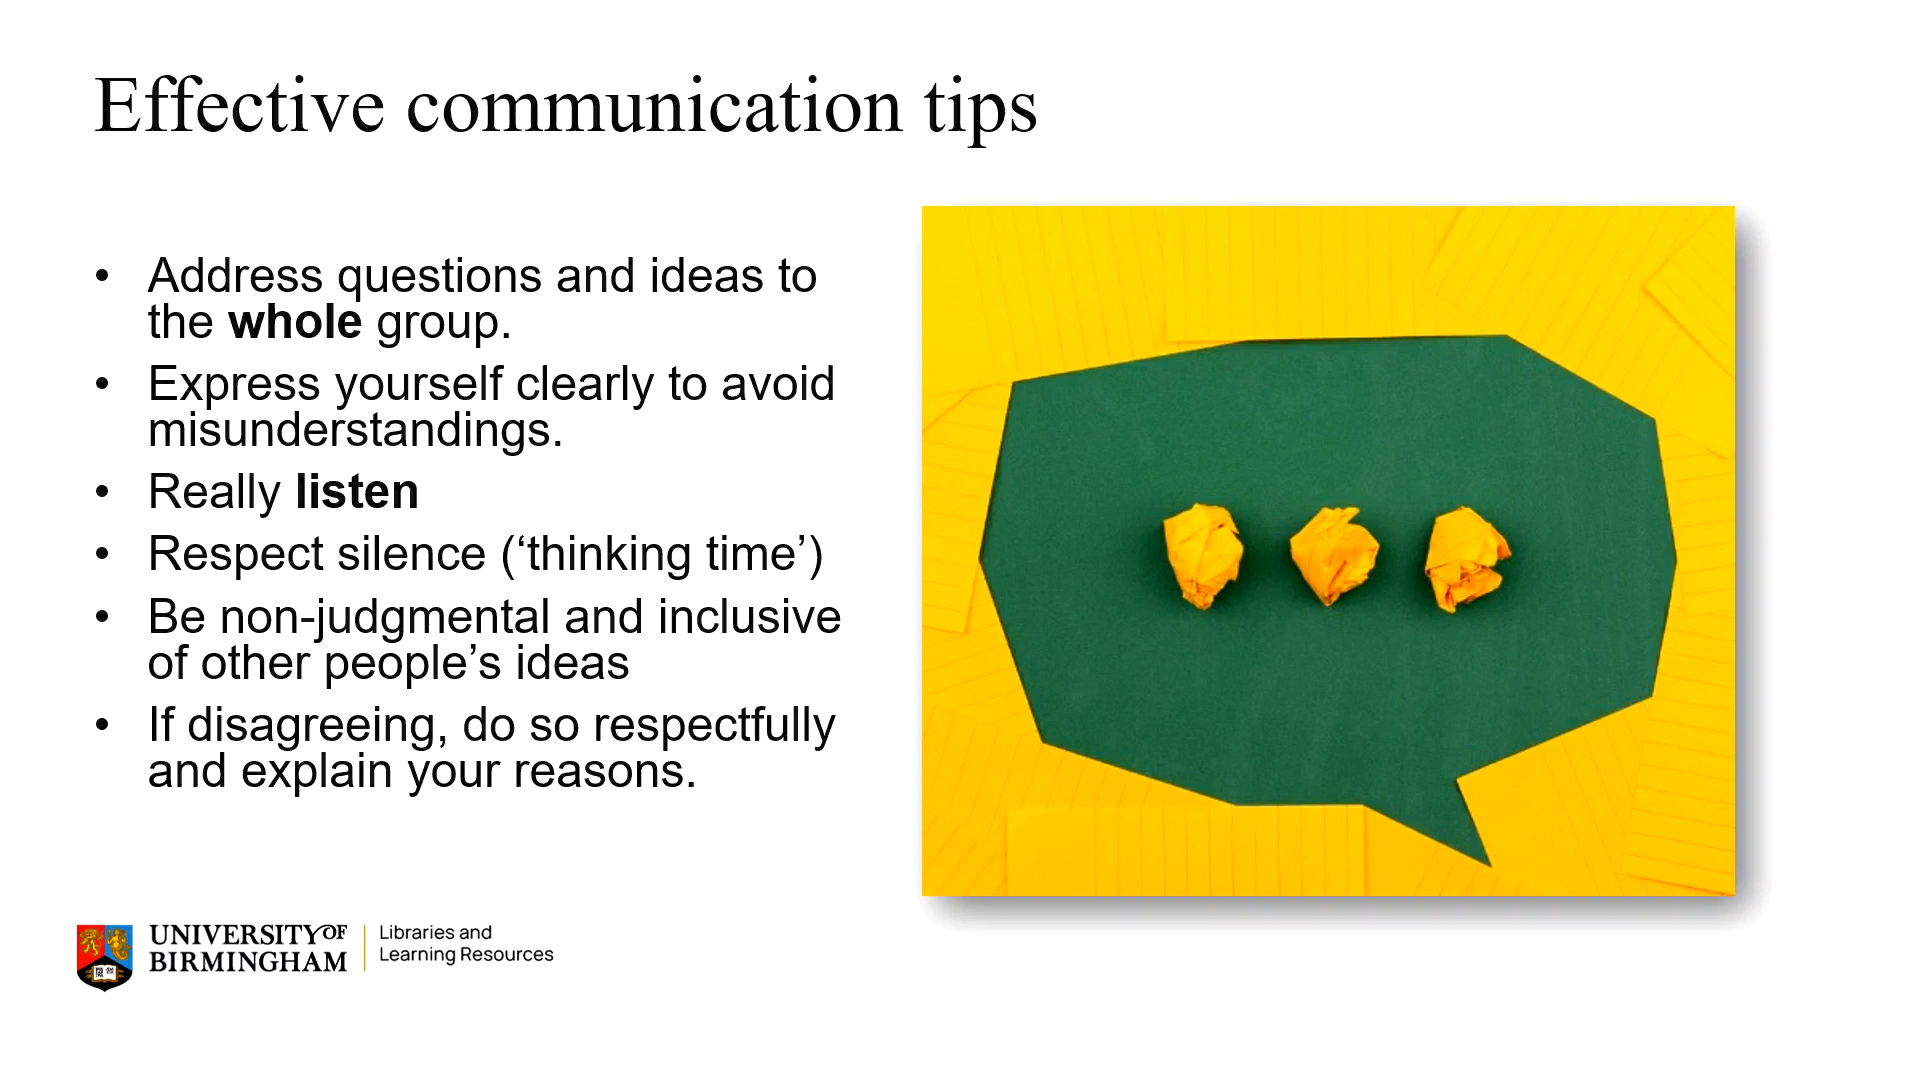 Effective communication tips
• Address questions and ideas to
the whole group.
• Express yourself clearly to avoid
misunderstandings.
• Really listen
• Respect silence (‘thinking time’)
• Be non-judgmental and inclusive
of other people’s ideas
• If disagreeing, do so respectfully
and explain your reasons.
UNIVERSITY OF
BIRMINGHAM
Libraries and
Learning Resources